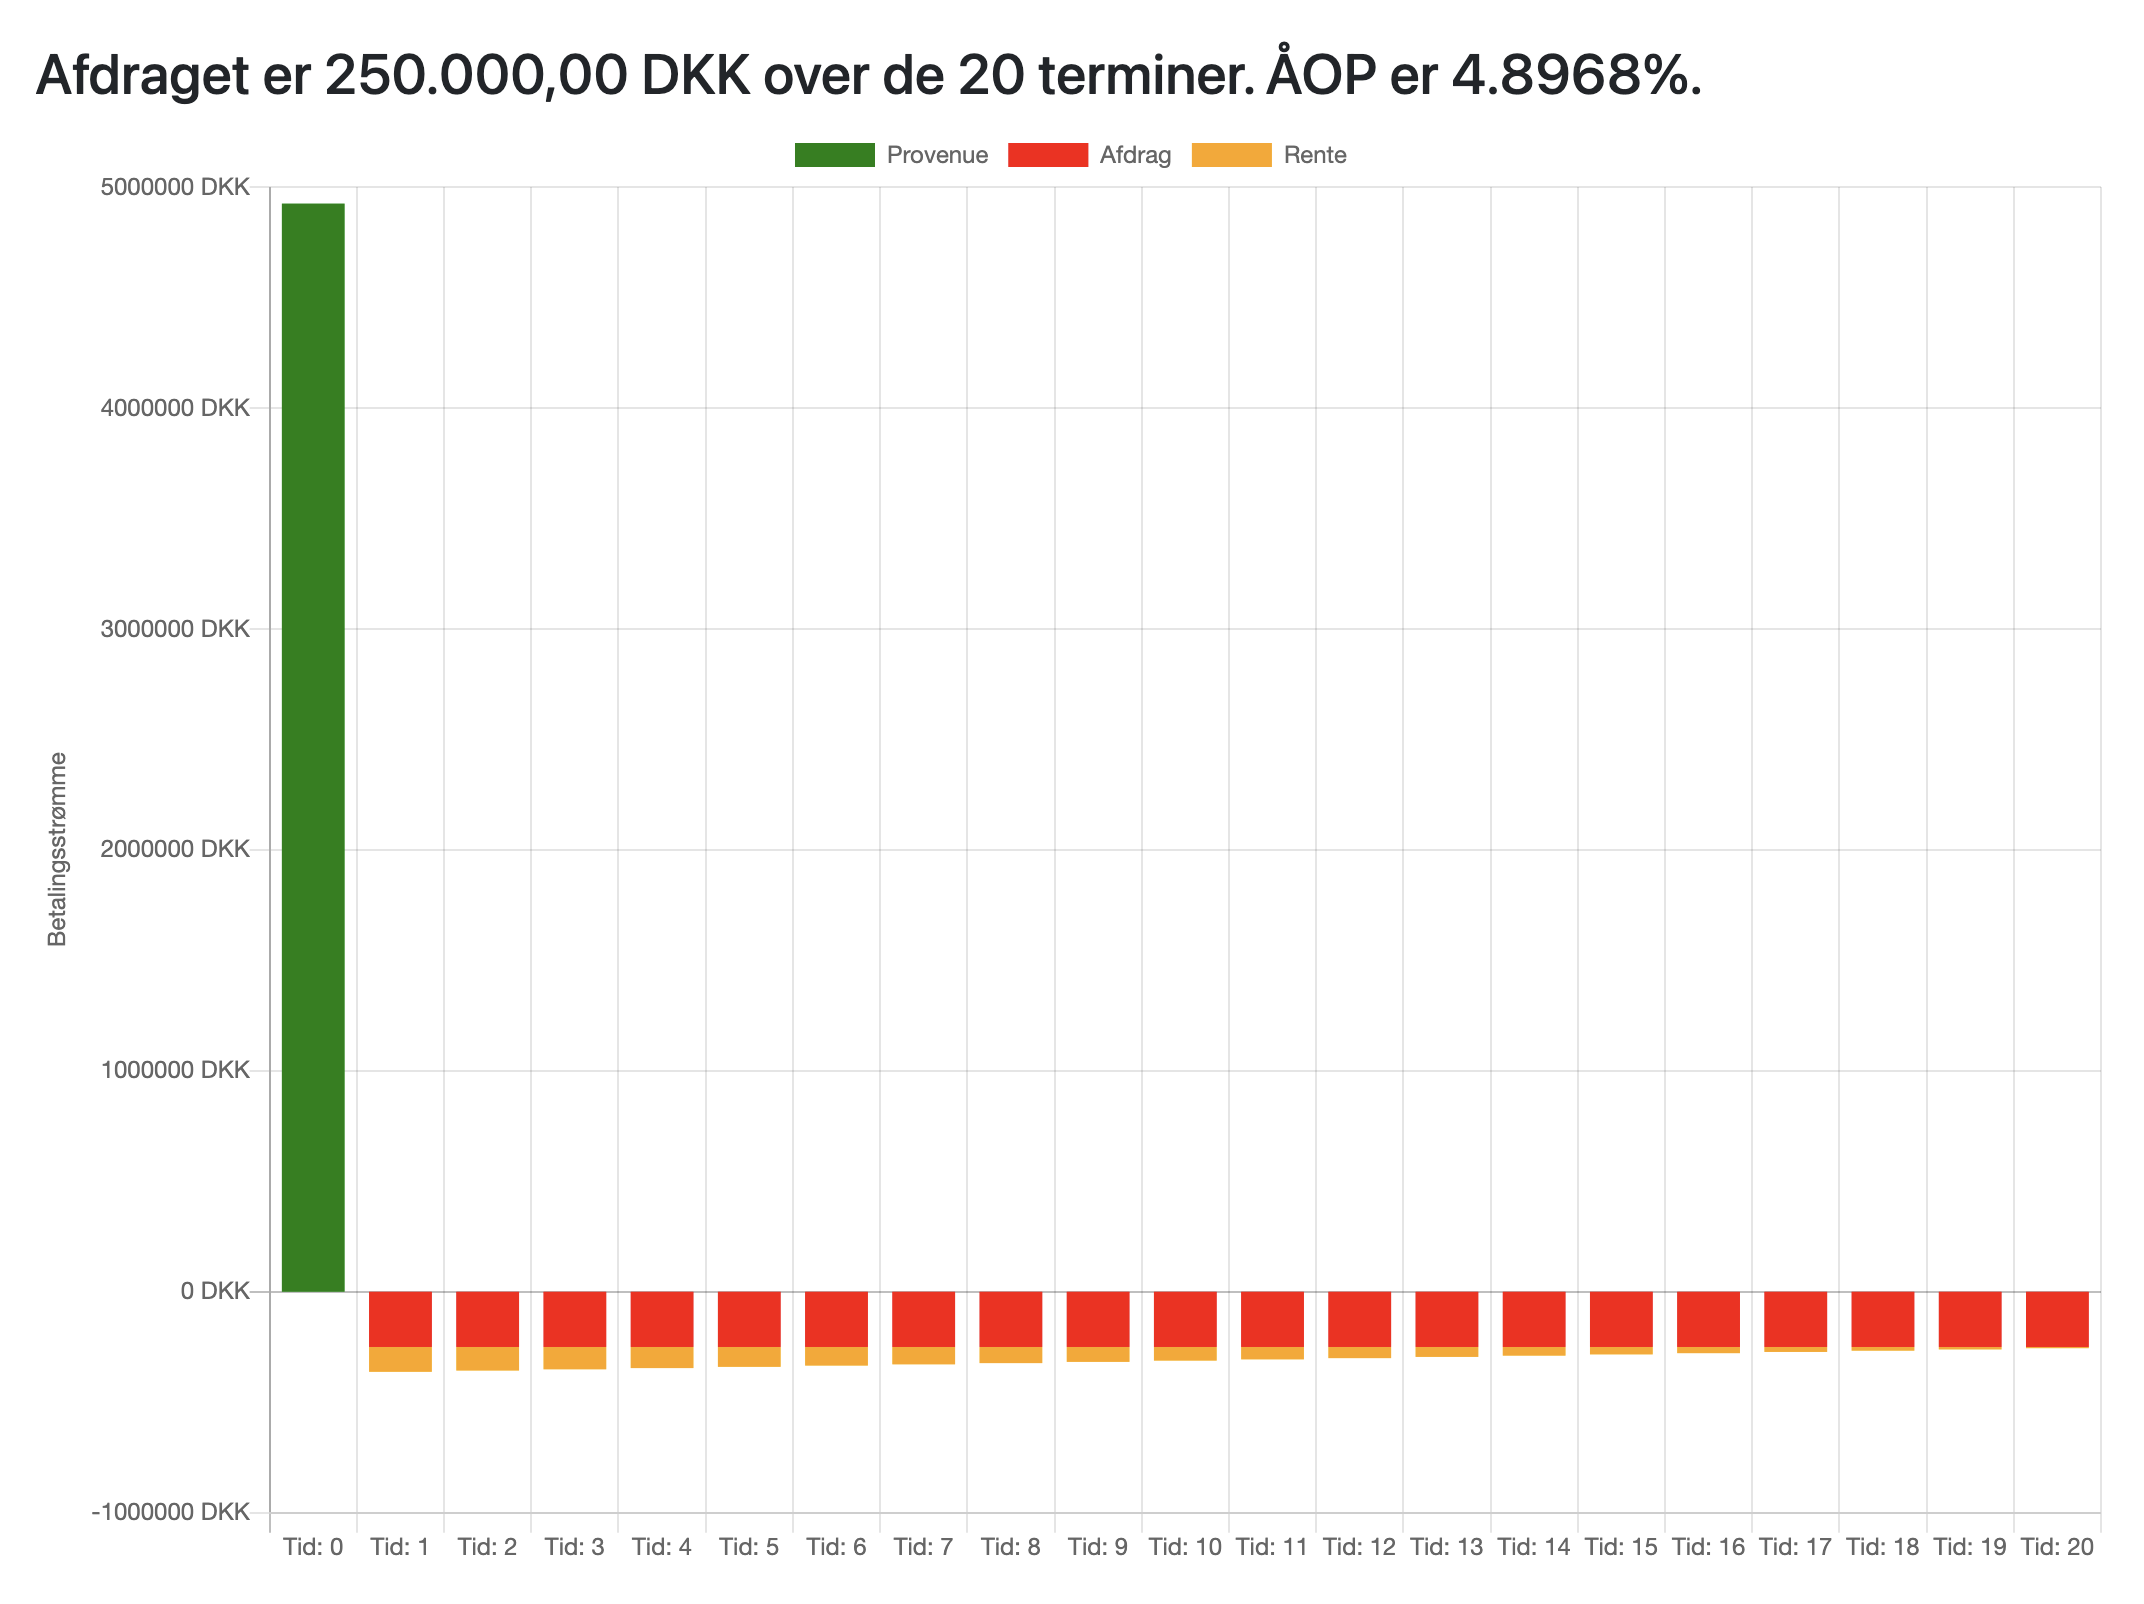 Afdraget er 250.000,00 DKK over de 20 terminer. ÅOP er 4.8968%.
Provenue Afdrag Rente
5000000 DKK
4000000 DKK
3000000 DKK
2000000 DKK
1000000 DKK
0 DKK
-1000000 DKK
Betalingsstrømme
Tid: 0 Tid: 1 Tid: 2 Tid: 3 Tid: 4 Tid: 5 Tid: 6 Tid: 7 Tid: 8 Tid: 9 Tid: 10 Tid: 11 Tid: 12 Tid: 13 Tid: 14 Tid: 15 Tid: 16 Tid: 17 Tid: 18 Tid: 19 Tid: 20